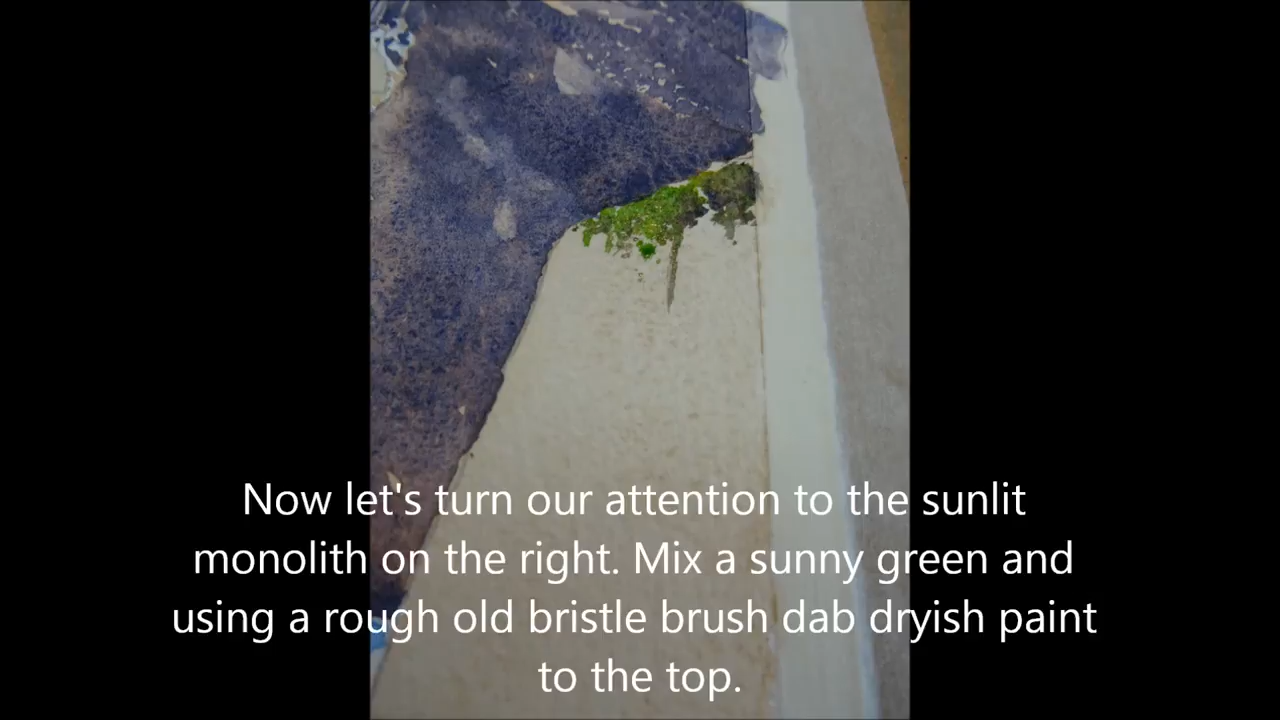 Now let's turn our attention to the sunlit
monolith on the right. Mix a sunny green and
using a rough old bristle brush dab dryish paint
to the top.